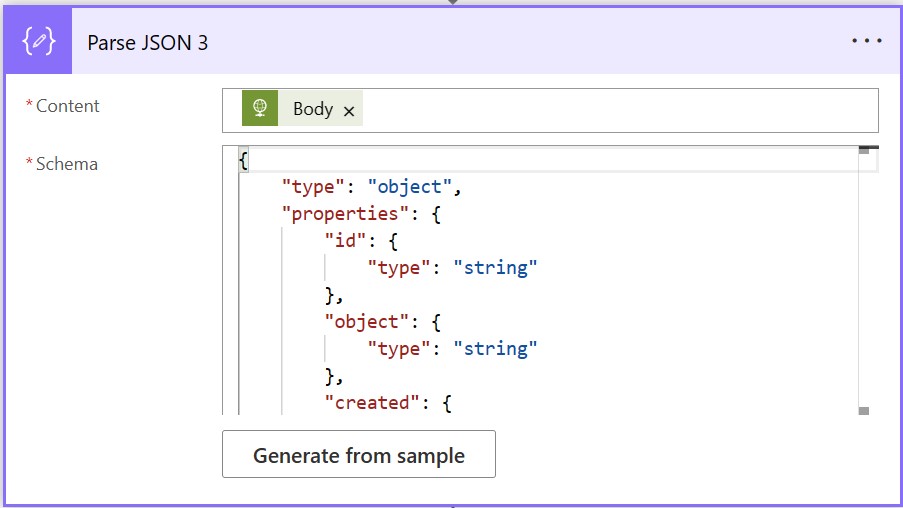 Parse JSON 3
* Content
Body
* Schema
{
"type": "object",
"properties": {
"id": {
"type": "string"
},
"object": {
"type": "string"
},
"created": {
Generate from sample